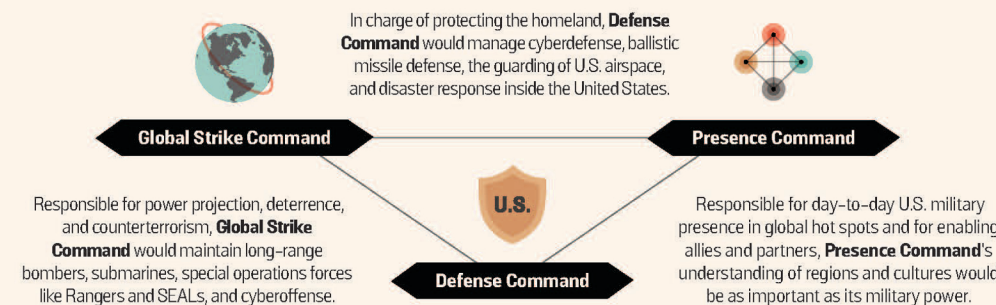 In charge of protecting the homeland, Defense
Command would manage cyberdefense, ballistic
missile defense, the guarding of U.S. airspace,
and disaster response inside the United States.
Global Strike Command
Presence Command
Responsible for power projection, deterrence,
and counterterrorism, Global Strike
Command would maintain long-range
bombers, submarines, special operations forces
like Rangers and SEALs, and cyberoffense.
U.S.
Defense Command
Responsible for day-to-day U.S. military
presence in global hot spots and for enabling
allies and partners, Presence Command's
understanding of regions and cultures would
be as important as its military power.